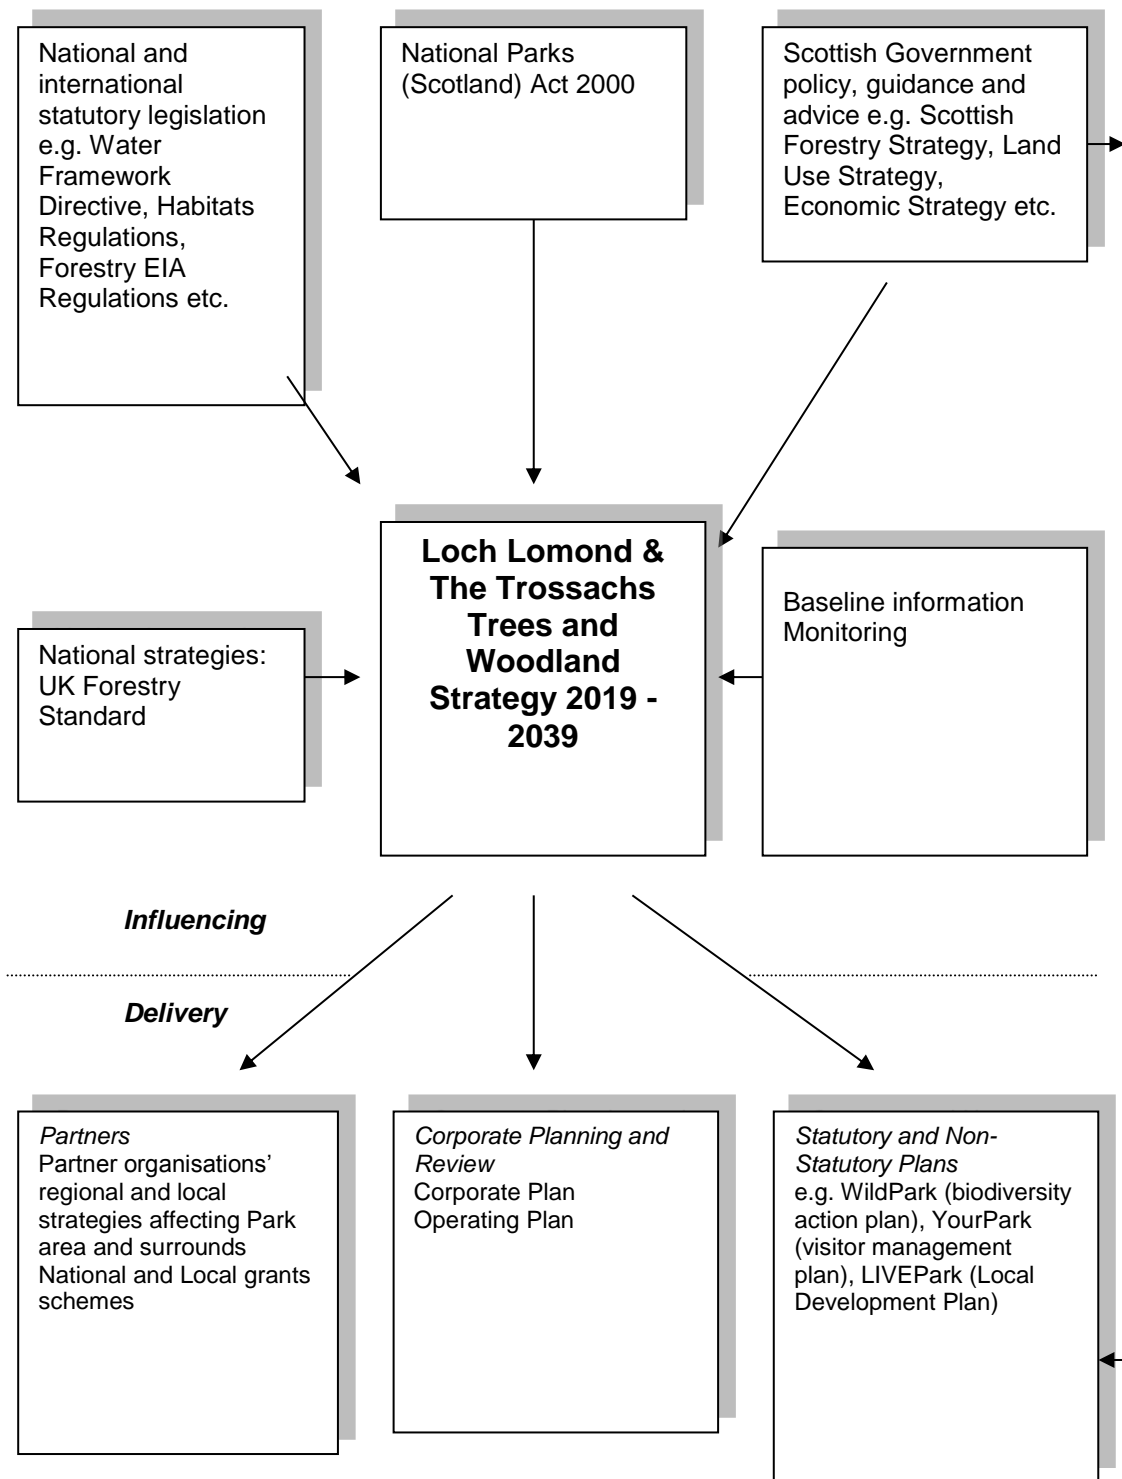 National and
international
statutory legislation
e.g. Water
Framework
Directive, Habitats
Regulations,
Forestry EIA
Regulations etc.
National Parks
(Scotland) Act 2000
Scottish Government
policy, guidance and
advice e.g. Scottish
Forestry Strategy, Land
Use Strategy,
Economic Strategy etc.
National strategies:
UK Forestry
Standard
Loch Lomond &
The Trossachs
Trees and
Woodland
Strategy 2019 -
2039
Baseline information
Monitoring
Influencing
Delivery
Partners
Partner organisations’
regional and local
strategies affecting Park
area and surrounds
National and Local grants
schemes
Corporate Planning and
Review
Corporate Plan
Operating Plan
Statutory and Non-
Statutory Plans
e.g. WildPark (biodiversity
action plan), YourPark
(visitor management
plan), LIVEPark (Local
Development Plan)